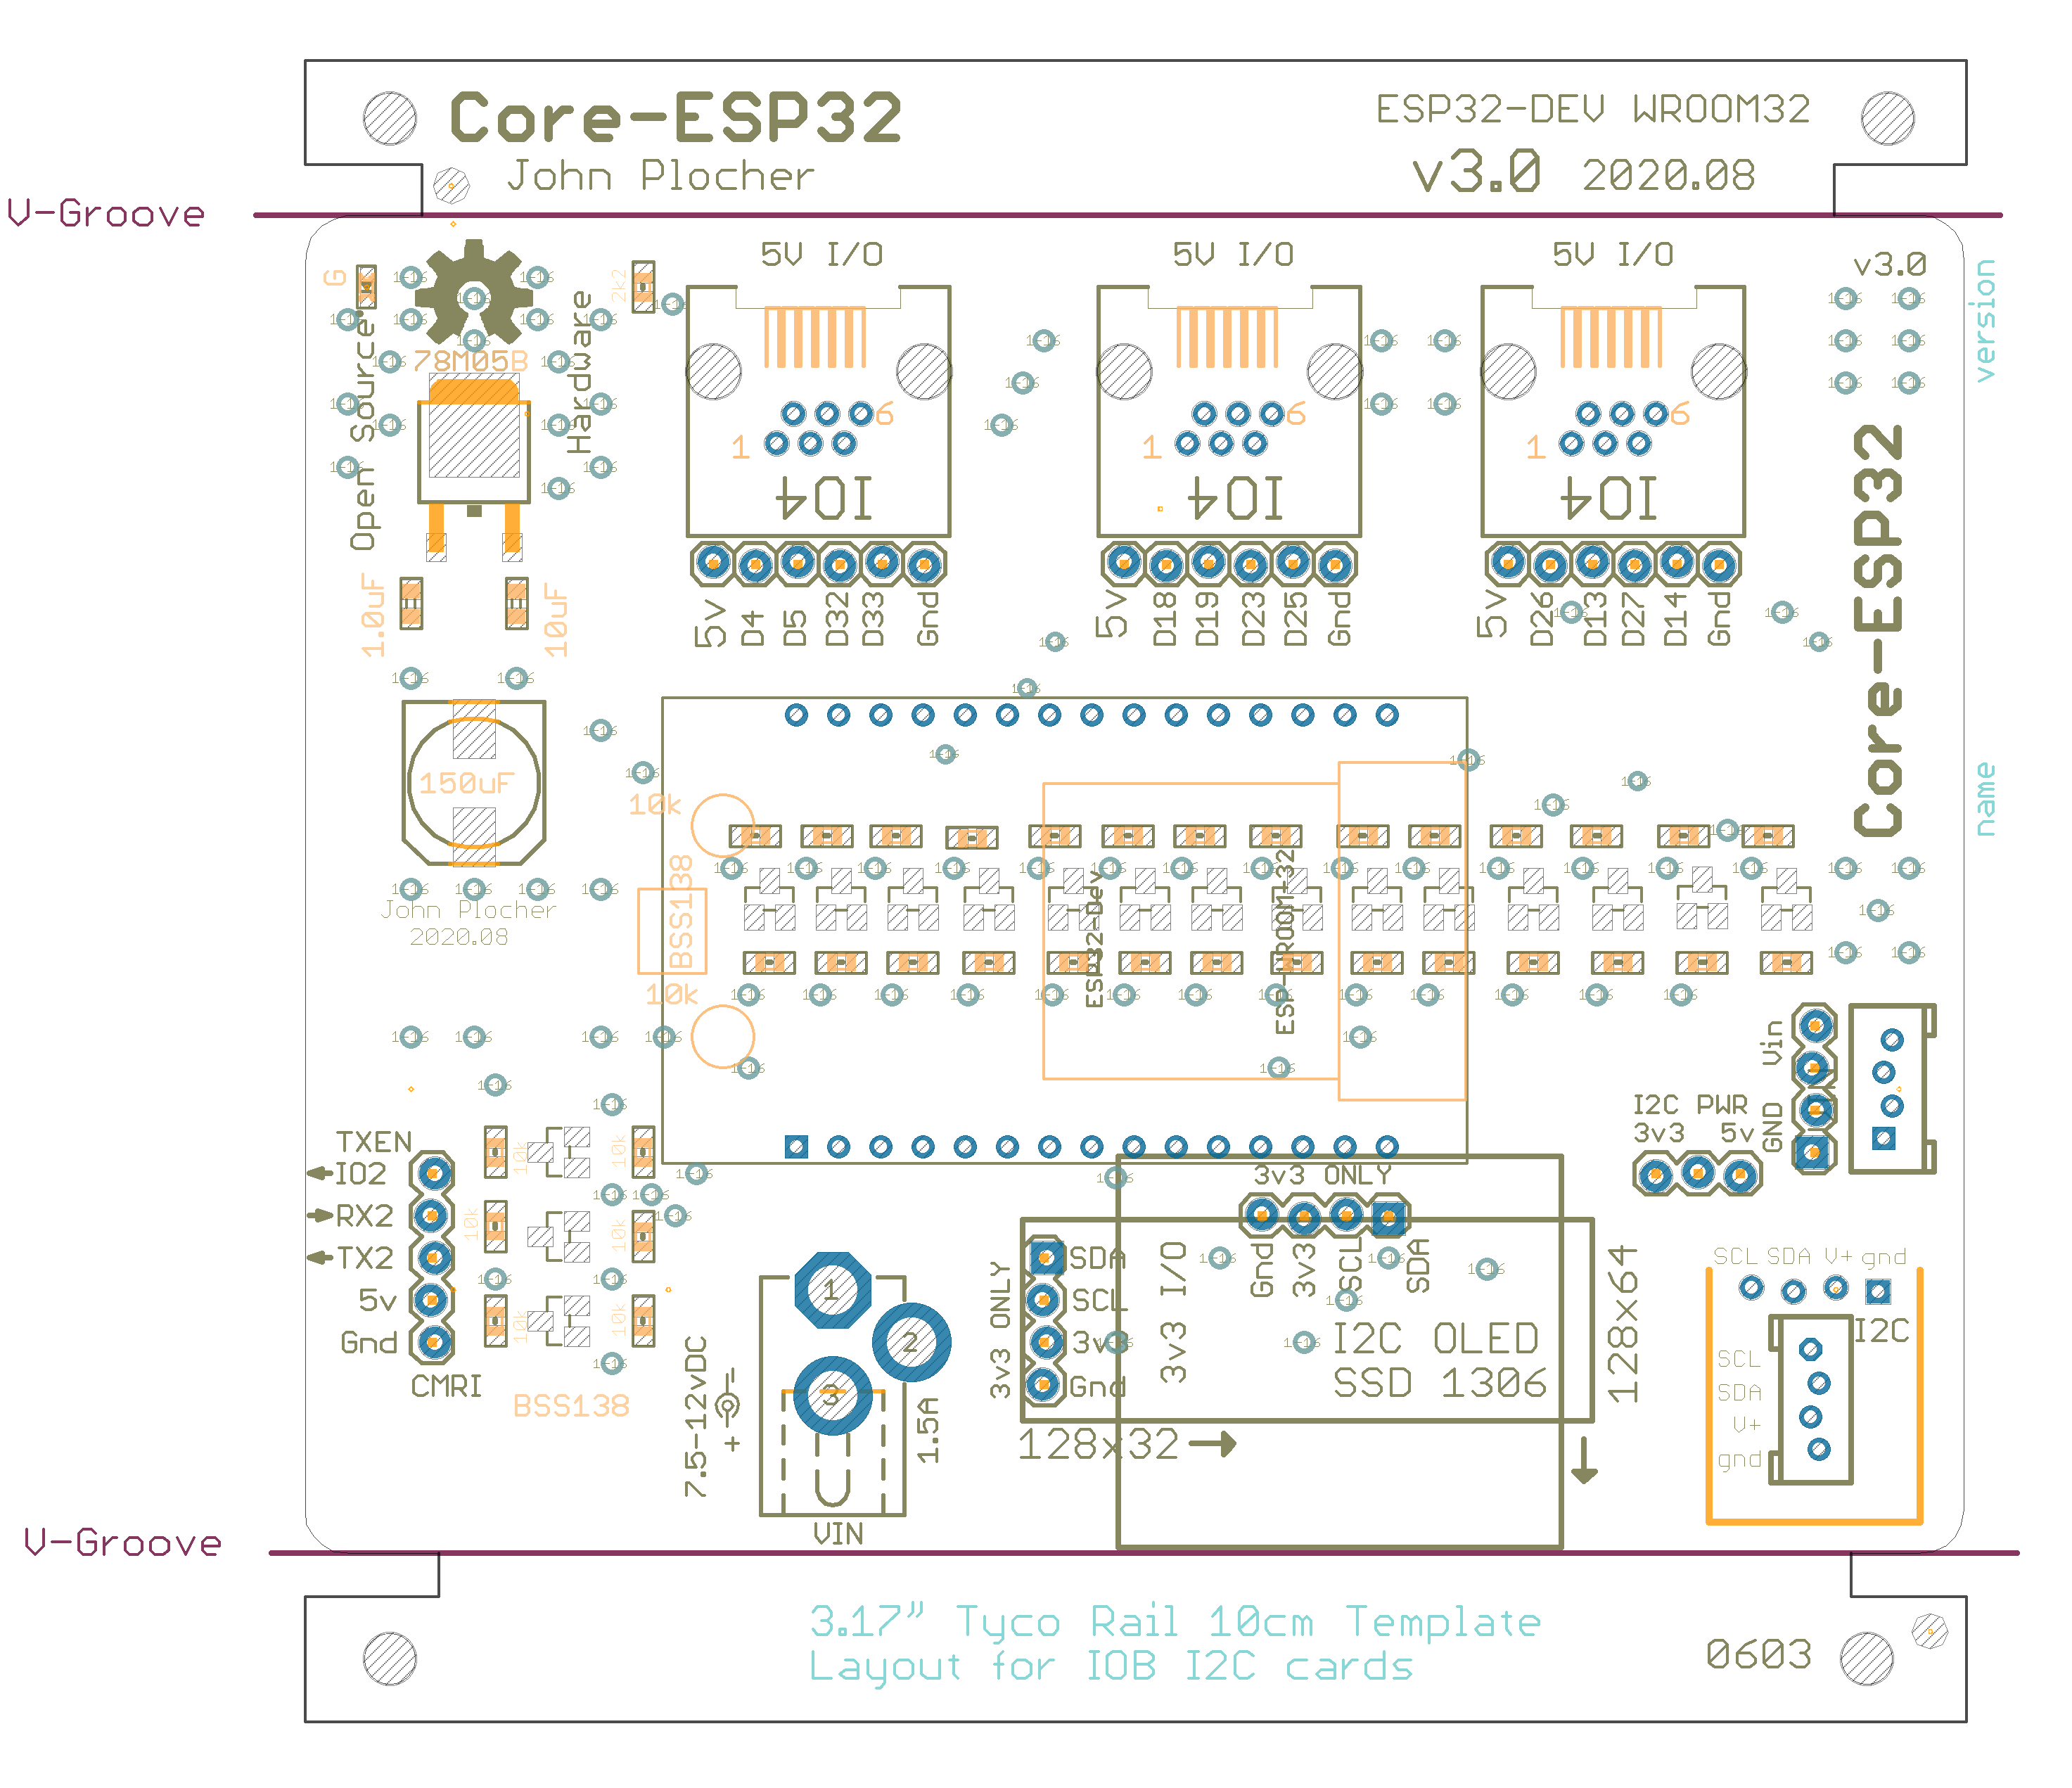 Core-ESP32
ESP32-DEV WROOM32
John Plocher
v3.0 2020.08
V-Groove
5V I/O
5V I/O
5V I/O
v3.0
version
G
2k2
Open Source
Hardware
78M05B
1
6
1
6
1
6
IO4
IO4
IO4
1.0uF
10uF
5v D4 D5 D32 D33 Gnd
5v D18 D19 D23 D25 Gnd
5v D26 D13 D27 D14 Gnd
Core-ESP32
name
150uF
John Plocher
2020.08
10k
BSS138
10k
ESP32-Dev
ESP-WROOM-32
Vin
GND
I2C PWR
3v3 5v
TXEN
IO2
RX2
TX2
5v
Gnd
CMRI
10k
10k
10k
10k
10k
10k
BSS138
1
2
3
7.5-12vDC
- +
1.5A
VIN
3v3 ONLY
Gnd 3v3 SCL SDA
3v3 ONLY
SDA
SCL
3v3
Gnd
3v3 I/O
I2C OLED
SSD 1306
128x64
128x32
SCL SDA V+ gnd
I2C
SCL
SDA
V+
gnd
V-Groove
3.17" Tyco Rail 10cm Template
Layout for IOB I2C cards
0603